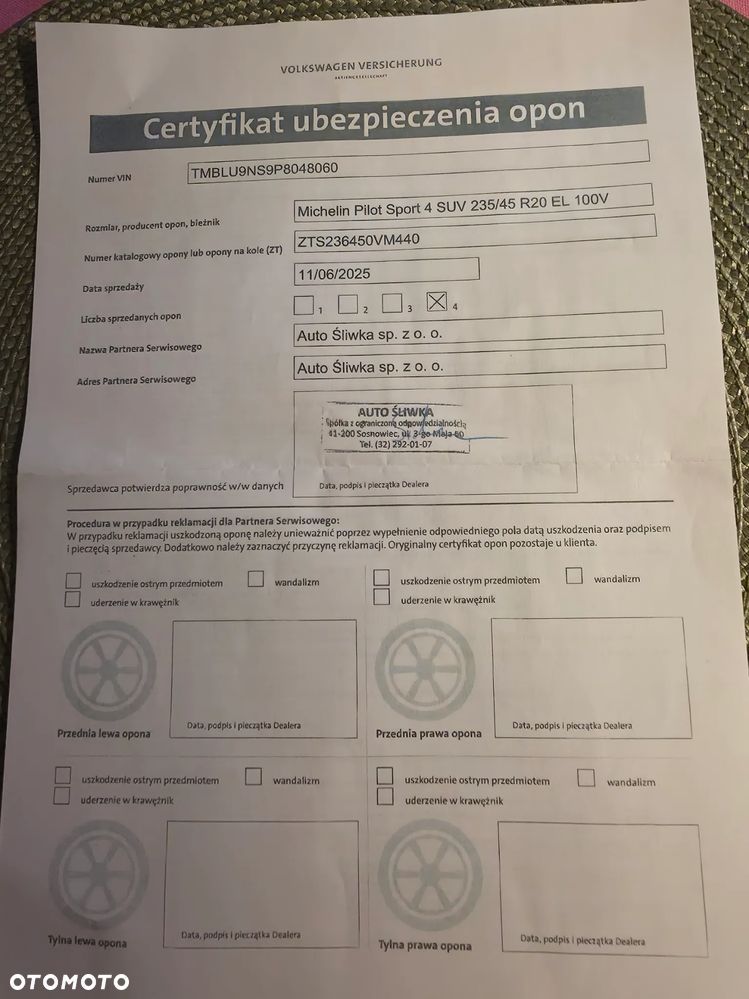 VOLKSWAGEN VERSICHERUNG
AKTIENGESELLSCHAFT
Certyfikat ubezpieczenia opon
Numer VIN
TMBLU9NS9P8048060
Rozmiar, producent opon, bieżnik
Michelin Pilot Sport 4 SUV 235/45 R20 EL 100V
Numer katalogowy opony lub opony na kole (ZT)
ZTS236450VM440
Data sprzedaży
11/06/2025
Liczba sprzedanych opon
1 2 3 4
Nazwa Partnera Serwisowego
Auto Śliwka sp. z o. o.
Adres Partnera Serwisowego
Auto Śliwka sp. z o. o.
AUTO ŚLIWKA
Spółka z ograniczoną odpowiedzialnością
41-200 Sosnowiec, ul. 3-go Maja 60
Tel. (32) 292-01-07
Sprzedawca potwierdza poprawność w/w danych
Data, podpis i pieczątka Dealera
Procedura w przypadku reklamacji dla Partnera Serwisowego:
W przypadku reklamacji uszkodzoną oponę należy unieważnić poprzez wypełnienie odpowiedniego pola datą uszkodzenia oraz podpisem
i pieczęcią sprzedawcy. Dodatkowo należy zaznaczyć przyczynę reklamacji. Oryginalny certyfikat opon pozostaje u klienta.
uszkodzenie ostrym przedmiotem wandalizm
uderzenie w krawężnik
Data, podpis i pieczątka Dealera
Przednia lewa opona
uszkodzenie ostrym przedmiotem wandalizm
uderzenie w krawężnik
Data, podpis i pieczątka Dealera
Przednia prawa opona
uszkodzenie ostrym przedmiotem wandalizm
uderzenie w krawężnik
Data, podpis i pieczątka Dealera
Tylna lewa opona
uszkodzenie ostrym przedmiotem wandalizm
uderzenie w krawężnik
Data, podpis i pieczątka Dealera
Tylna prawa opona
OTOMOTO